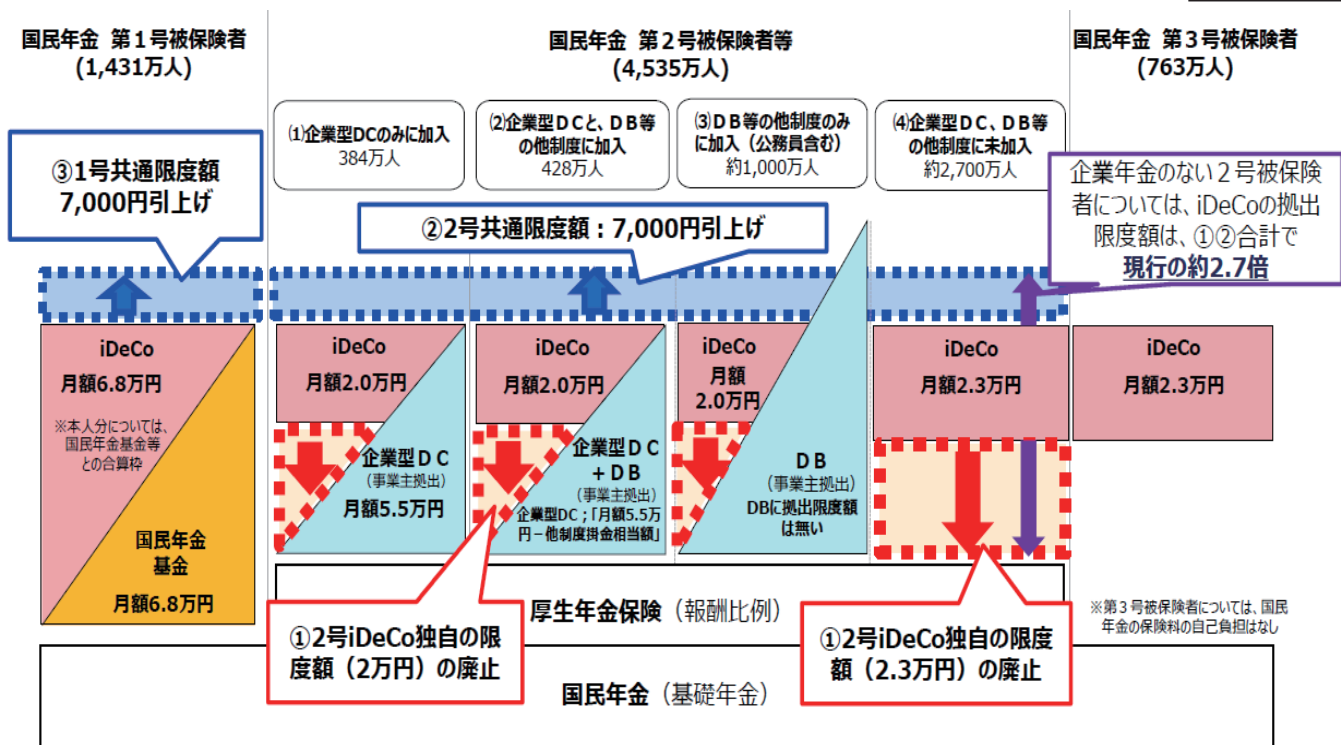 国民年金 第1号被保険者
(1,431万人)
国民年金 第2号被保険者等
(4,535万人)
国民年金 第3号被保険者
(763万人)
⑴企業型DCのみに加入
384万人
⑵企業型DCと、DB等
の他制度に加入
428万人
⑶DB等の他制度のみ
に加入(公務員含む)
約1,000万人
⑷企業型DC、DB等
の他制度に未加入
約2,700万人
③1号共通限度額
7,000円引上げ
②2号共通限度額:7,000円引上げ
企業年金のない2号被保険
者については、iDeCoの拠出
限度額は、①②合計で
現行の約2.7倍
iDeCo
月額6.8万円
※本人分については、
国民年金基金等
との合算枠
国民年金
基金
月額6.8万円
iDeCo
月額2.0万円
企業型DC
(事業主拠出)
月額5.5万円
iDeCo
月額2.0万円
企業型DC
+DB
(事業主拠出)
企業型DC;「月額5.5万
円-他制度掛金相当額」
iDeCo
月額
2.0万円
DB
(事業主拠出)
DBに拠出限度額
は無い
iDeCo
月額2.3万円
iDeCo
月額2.3万円
厚生年金保険(報酬比例)
※第3号被保険者については、国民
年金の保険料の自己負担はなし
①2号iDeCo独自の限
度額(2万円)の廃止
①2号iDeCo独自の限度
額(2.3万円)の廃止
国民年金(基礎年金)